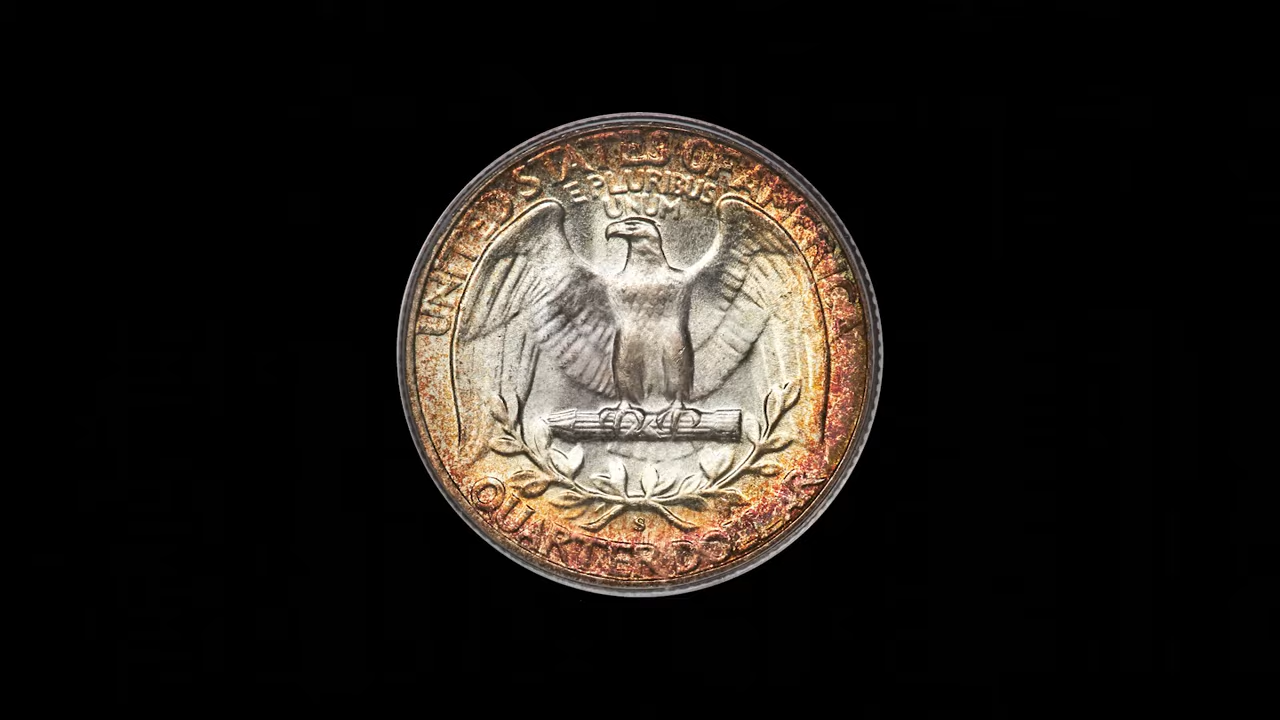 UNITED STATES OF AMERICA
E PLURIBUS
UNUM
S
QUARTER DOLLAR